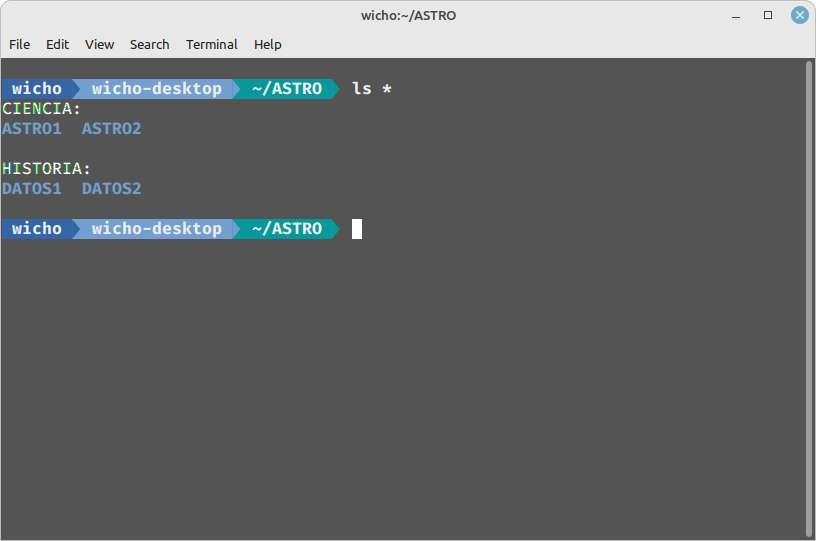 wicho:~/ASTRO
File Edit View Search Terminal Help
wicho wicho-desktop ~/ASTRO ls *
CIENCIA:
ASTRO1 ASTRO2
HISTORIA:
DATOS1 DATOS2
wicho wicho-desktop ~/ASTRO